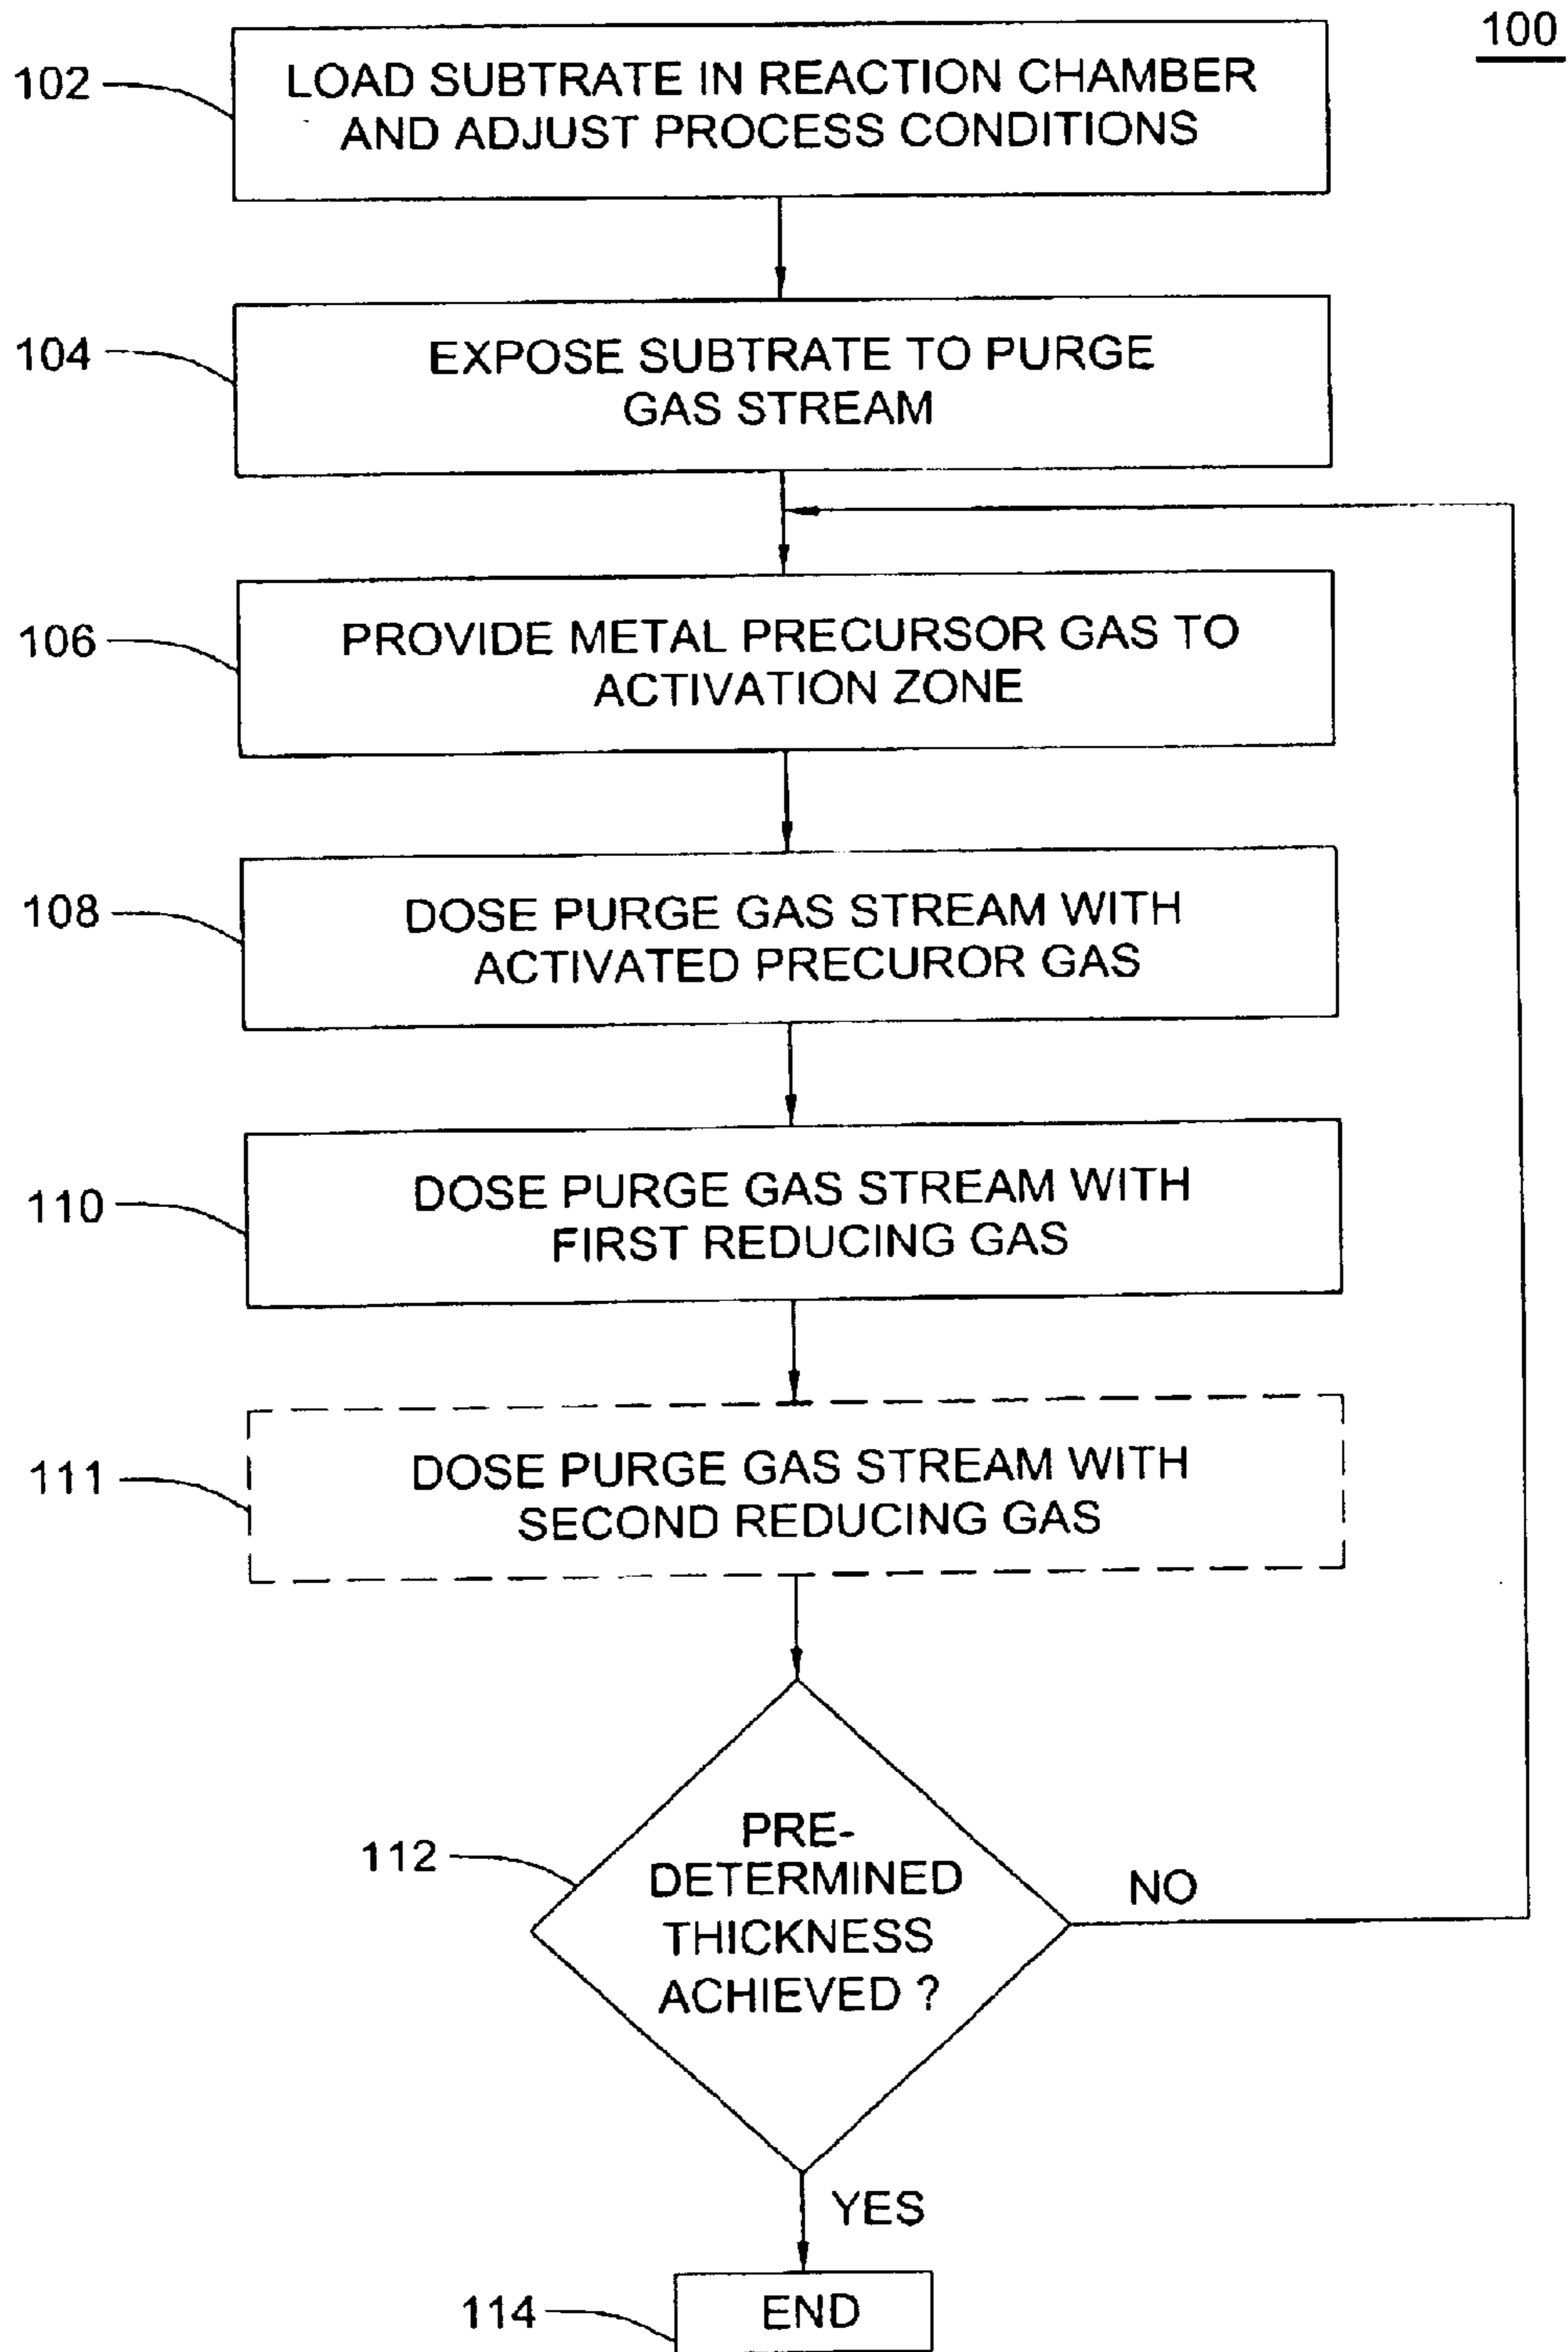 100
102
LOAD SUBTRATE IN REACTION CHAMBER
AND ADJUST PROCESS CONDITIONS
104
EXPOSE SUBTRATE TO PURGE
GAS STREAM
106
PROVIDE METAL PRECURSOR GAS TO
ACTIVATION ZONE
108
DOSE PURGE GAS STREAM WITH
ACTIVATED PRECUROR GAS
110
DOSE PURGE GAS STREAM WITH
FIRST REDUCING GAS
111
DOSE PURGE GAS STREAM WITH
SECOND REDUCING GAS
112
PRE-
DETERMINED
THICKNESS
ACHIEVED ?
NO
YES
114
END